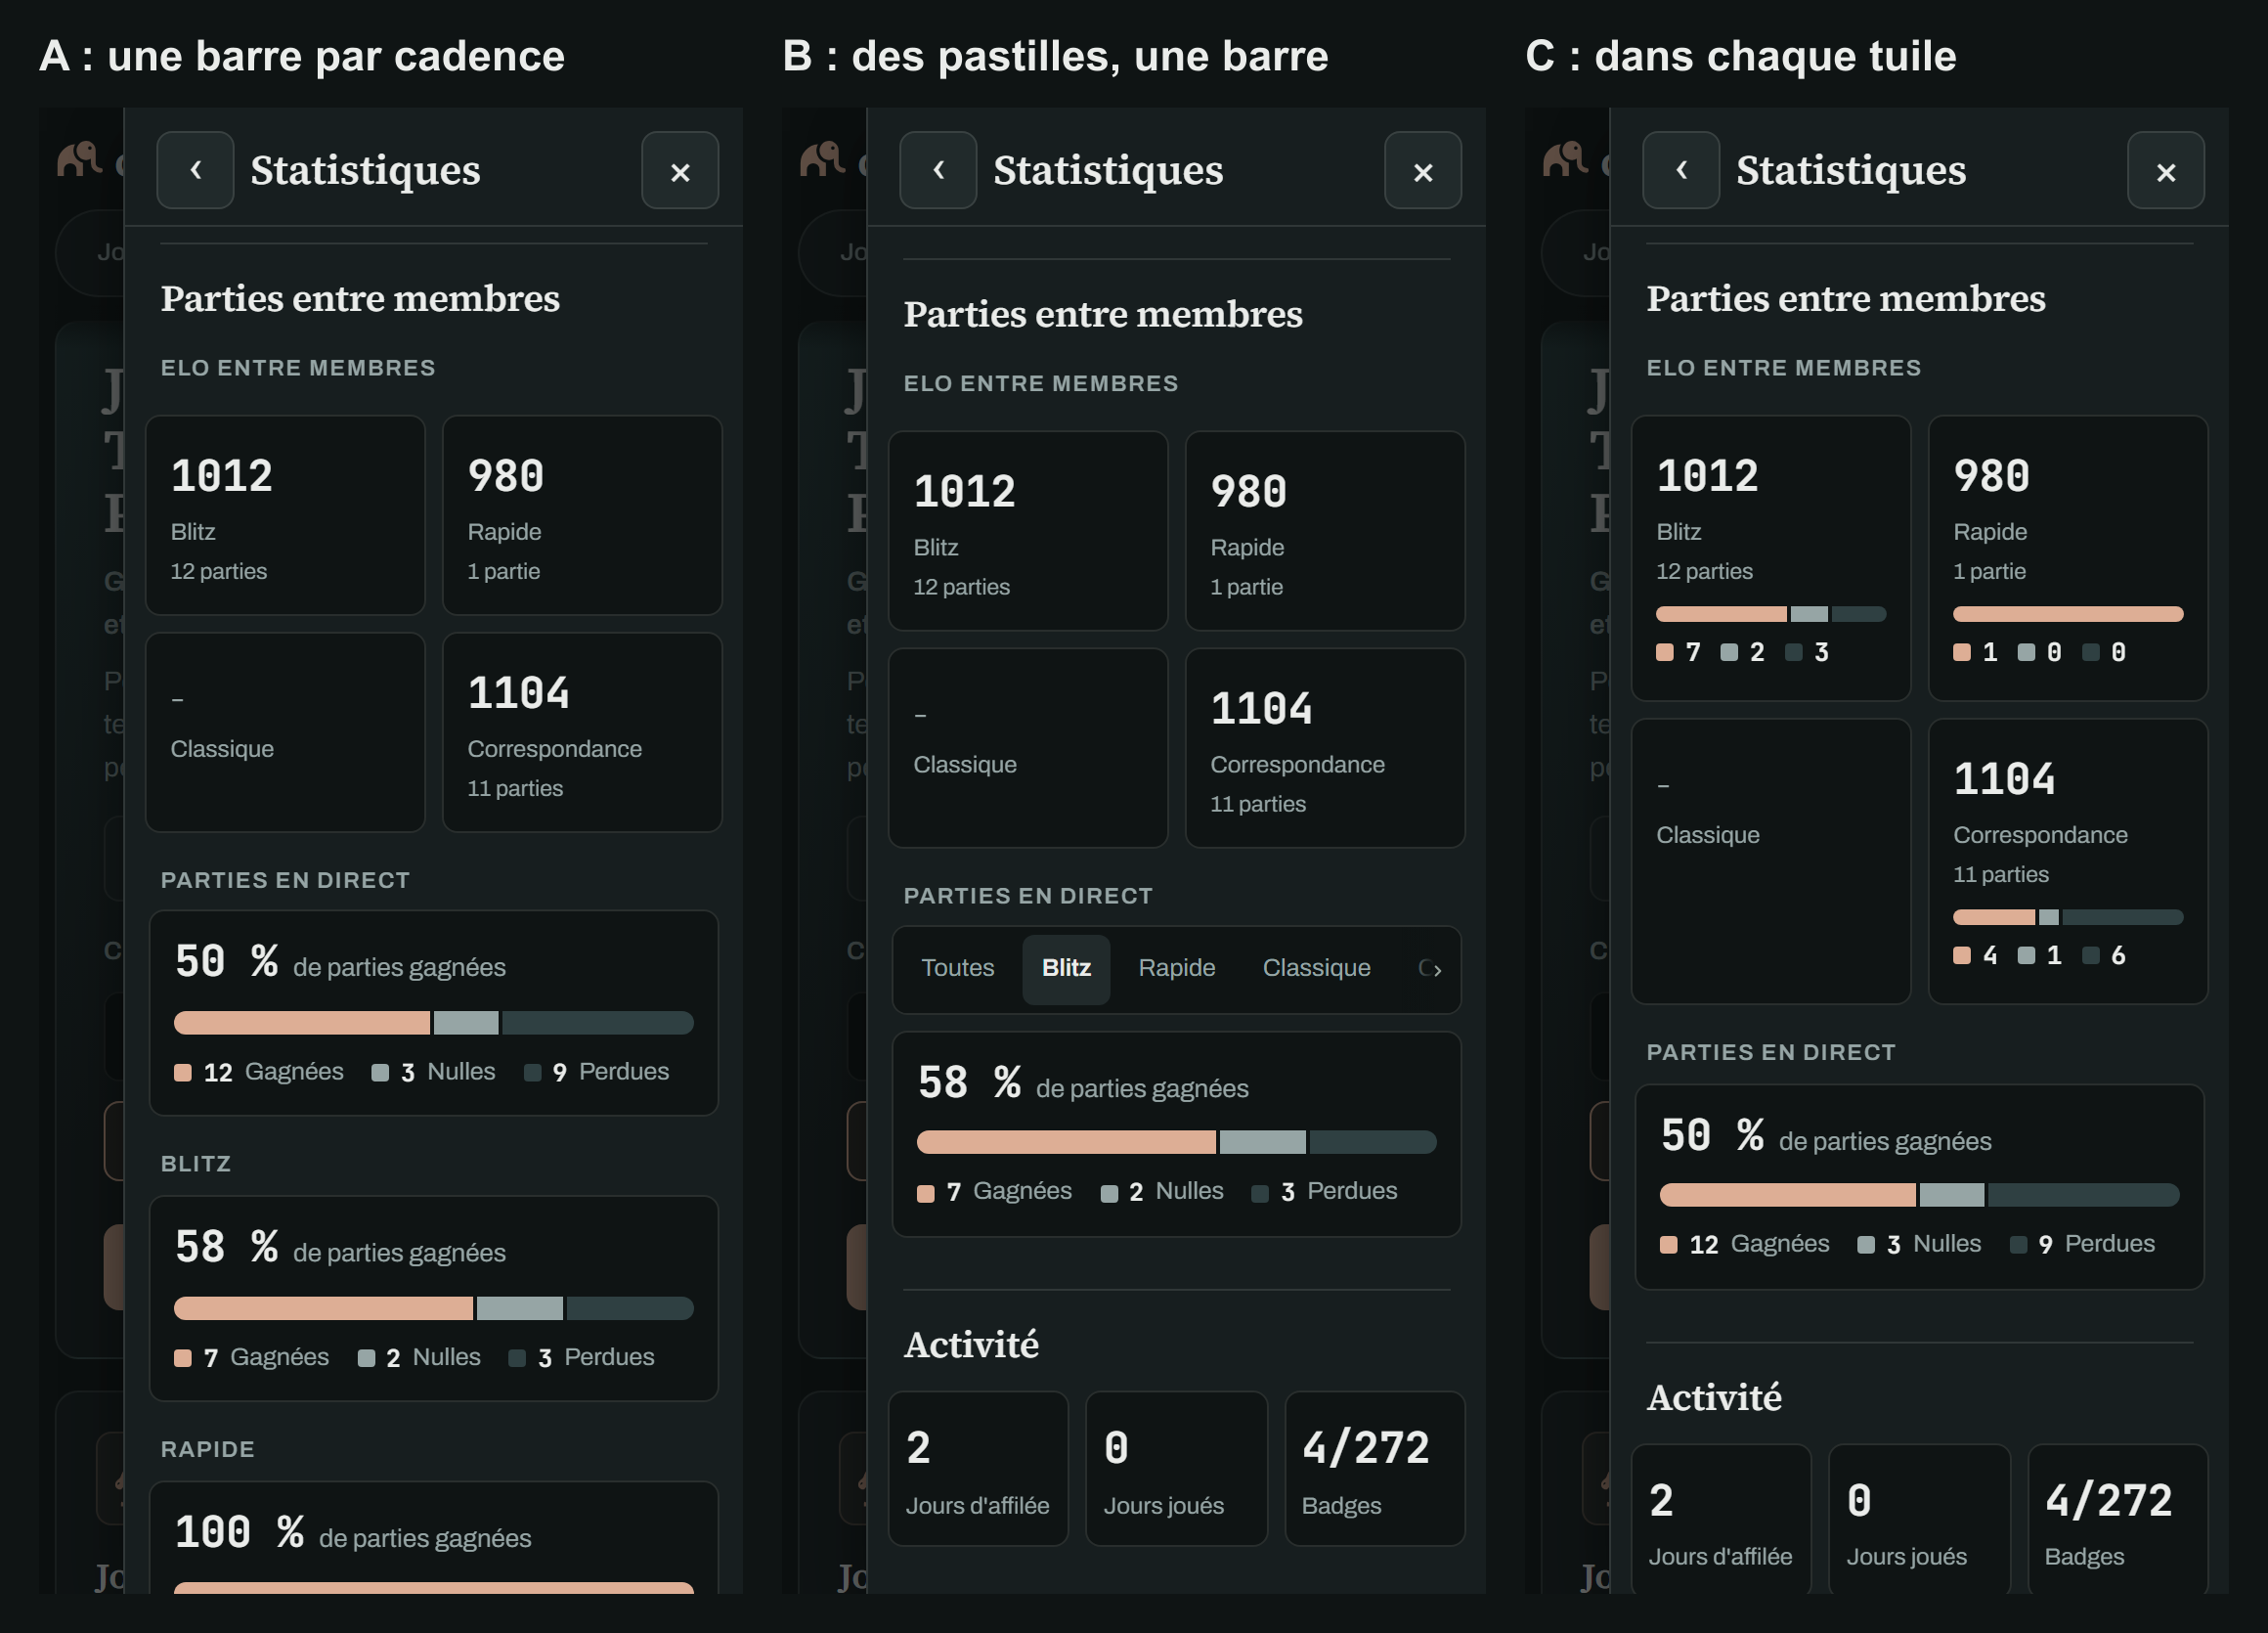 A : une barre par cadence
Statistiques
Parties entre membres
ELO ENTRE MEMBRES
1012
Blitz
12 parties
980
Rapide
1 partie
–
Classique
1104
Correspondance
11 parties
PARTIES EN DIRECT
50 % de parties gagnées
12 Gagnées 3 Nulles 9 Perdues
BLITZ
58 % de parties gagnées
7 Gagnées 2 Nulles 3 Perdues
RAPIDE
100 % de parties gagnées
B : des pastilles, une barre
Statistiques
Parties entre membres
ELO ENTRE MEMBRES
1012
Blitz
12 parties
980
Rapide
1 partie
–
Classique
1104
Correspondance
11 parties
PARTIES EN DIRECT
Toutes Blitz Rapide Classique
58 % de parties gagnées
7 Gagnées 2 Nulles 3 Perdues
Activité
2
Jours d'affilée
0
Jours joués
4/272
Badges
C : dans chaque tuile
Statistiques
Parties entre membres
ELO ENTRE MEMBRES
1012
Blitz
12 parties
7 2 3
980
Rapide
1 partie
1 0 0
–
Classique
1104
Correspondance
11 parties
4 1 6
PARTIES EN DIRECT
50 % de parties gagnées
12 Gagnées 3 Nulles 9 Perdues
Activité
2
Jours d'affilée
0
Jours joués
4/272
Badges